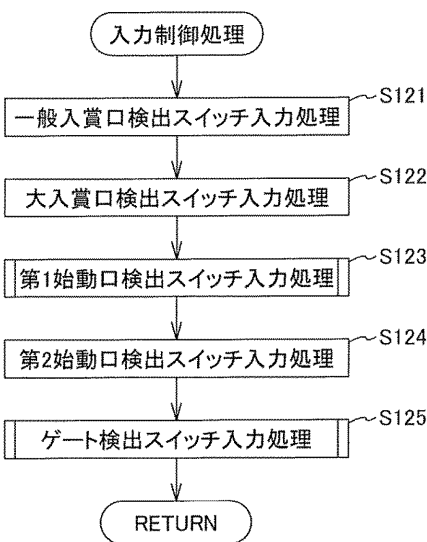 入力制御処理
S121
一般入賞口検出スイッチ入力処理
S122
大入賞口検出スイッチ入力処理
S123
第1始動口検出スイッチ入力処理
S124
第2始動口検出スイッチ入力処理
S125
ゲート検出スイッチ入力処理
RETURN